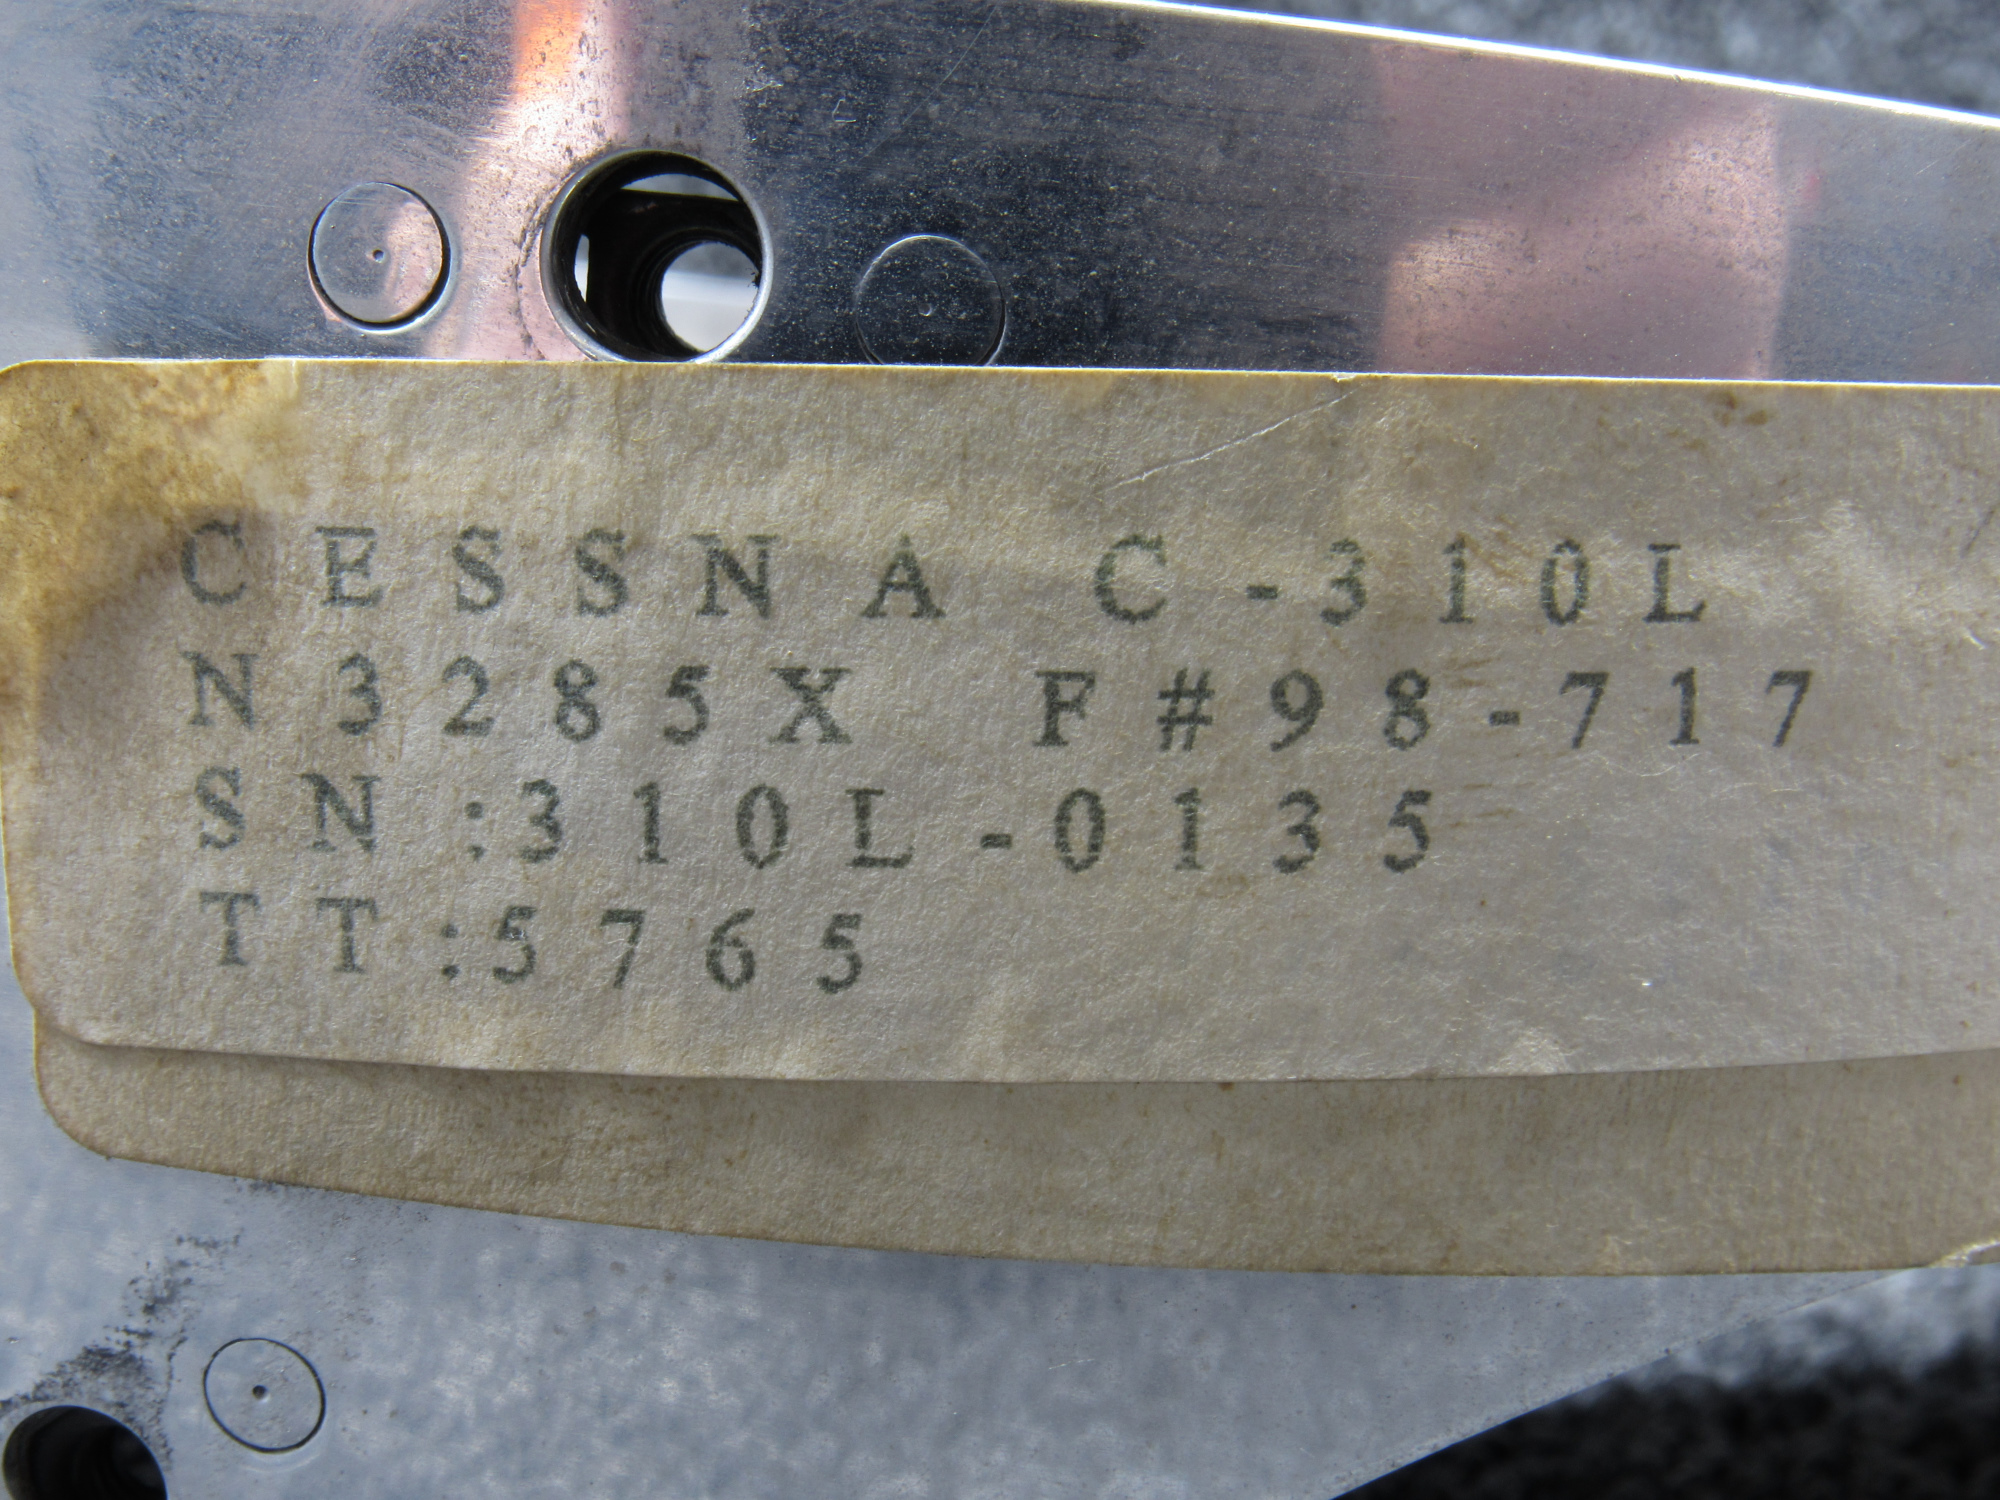 CESSNA C-310L
N3285X F#98-717
SN:310L-0135
TT:5765